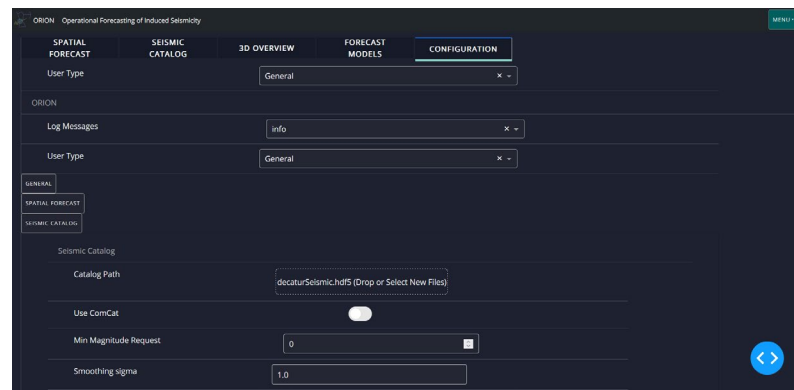 ORION Operational Forecasting of Induced Seismicity
MENU
SPATIAL FORECAST
SEISMIC CATALOG
3D OVERVIEW
FORECAST MODELS
CONFIGURATION
User Type
General
ORION
Log Messages
info
User Type
General
GENERAL
SPATIAL FORECAST
SEISMIC CATALOG
Seismic Catalog
Catalog Path
decaturSeismic.hdf5 (Drop or Select New Files)
Use ComCat
Min Magnitude Request
0
Smoothing sigma
1.0